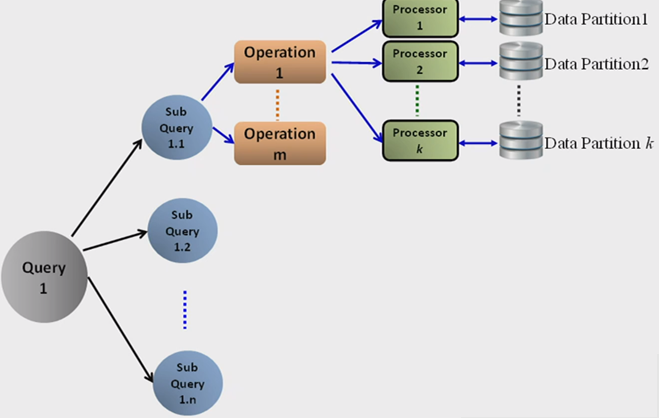 Processor
1
Data Partition1
Operation
1
Processor
2
Data Partition2
Sub
Query
1.1
Operation
m
Processor
k
Data Partition k
Sub
Query
1.2
Query
1
Sub
Query
1.n